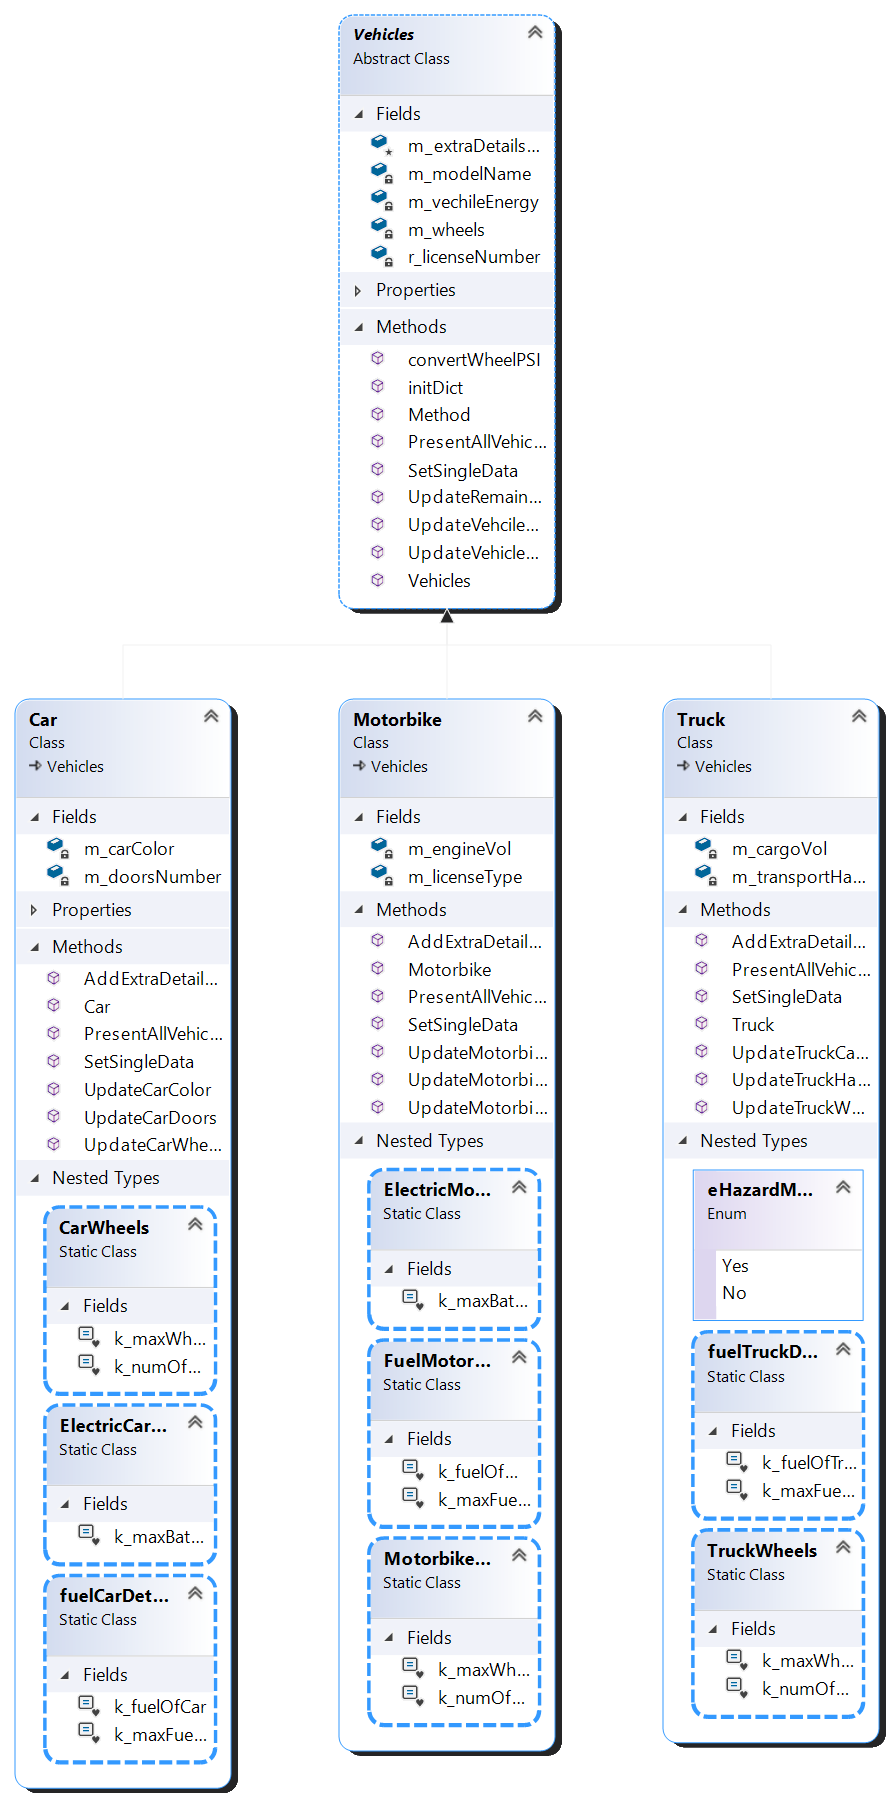 Vehicles
Abstract Class
Fields
m_extraDetails...
m_modelName
m_vechileEnergy
m_wheels
r_licenseNumber
Properties
Methods
convertWheelPSI
initDict
Method
PresentAllVehic...
SetSingleData
UpdateRemain...
UpdateVehcile...
UpdateVehicle...
Vehicles
Car
Class
Vehicles
Fields
m_carColor
m_doorsNumber
Properties
Methods
AddExtraDetail...
Car
PresentAllVehic...
SetSingleData
UpdateCarColor
UpdateCarDoors
UpdateCarWhe...
Nested Types
CarWheels
Static Class
Fields
k_maxWh...
k_numOf...
ElectricCar...
Static Class
Fields
k_maxBat...
fuelCarDet...
Static Class
Fields
k_fuelOfCar
k_maxFue...
Motorbike
Class
Vehicles
Fields
m_engineVol
m_licenseType
Methods
AddExtraDetail...
Motorbike
PresentAllVehic...
SetSingleData
UpdateMotorbi...
UpdateMotorbi...
UpdateMotorbi...
Nested Types
ElectricMo...
Static Class
Fields
k_maxBat...
FuelMotor...
Static Class
Fields
k_fuelOf...
k_maxFue...
Motorbike...
Static Class
Fields
k_maxWh...
k_numOf...
Truck
Class
Vehicles
Fields
m_cargoVol
m_transportHa...
Methods
AddExtraDetail...
PresentAllVehic...
SetSingleData
Truck
UpdateTruckCa...
UpdateTruckHa...
UpdateTruckW...
Nested Types
eHazardM...
Enum
Yes
No
fuelTruckD...
Static Class
Fields
k_fuelOfTr...
k_maxFue...
TruckWheels
Static Class
Fields
k_maxWh...
k_numOf...